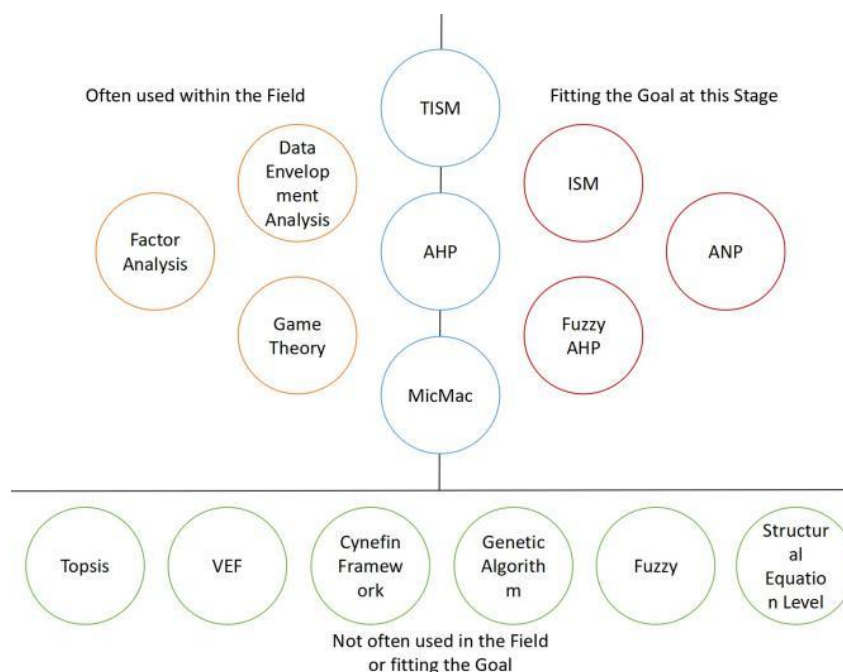 TISM
Often used within the Field
Fitting the Goal at this Stage
Data
Envelop
ment
Analysis
ISM
Factor
Analysis
AHP
ANP
Game
Theory
Fuzzy
AHP
MicMac
Topsis
VEF
Cynefin
Framew
ork
Genetic
Algorith
m
Fuzzy
Structur
al
Equatio
n Level
Not often used in the Field
or fitting the Goal